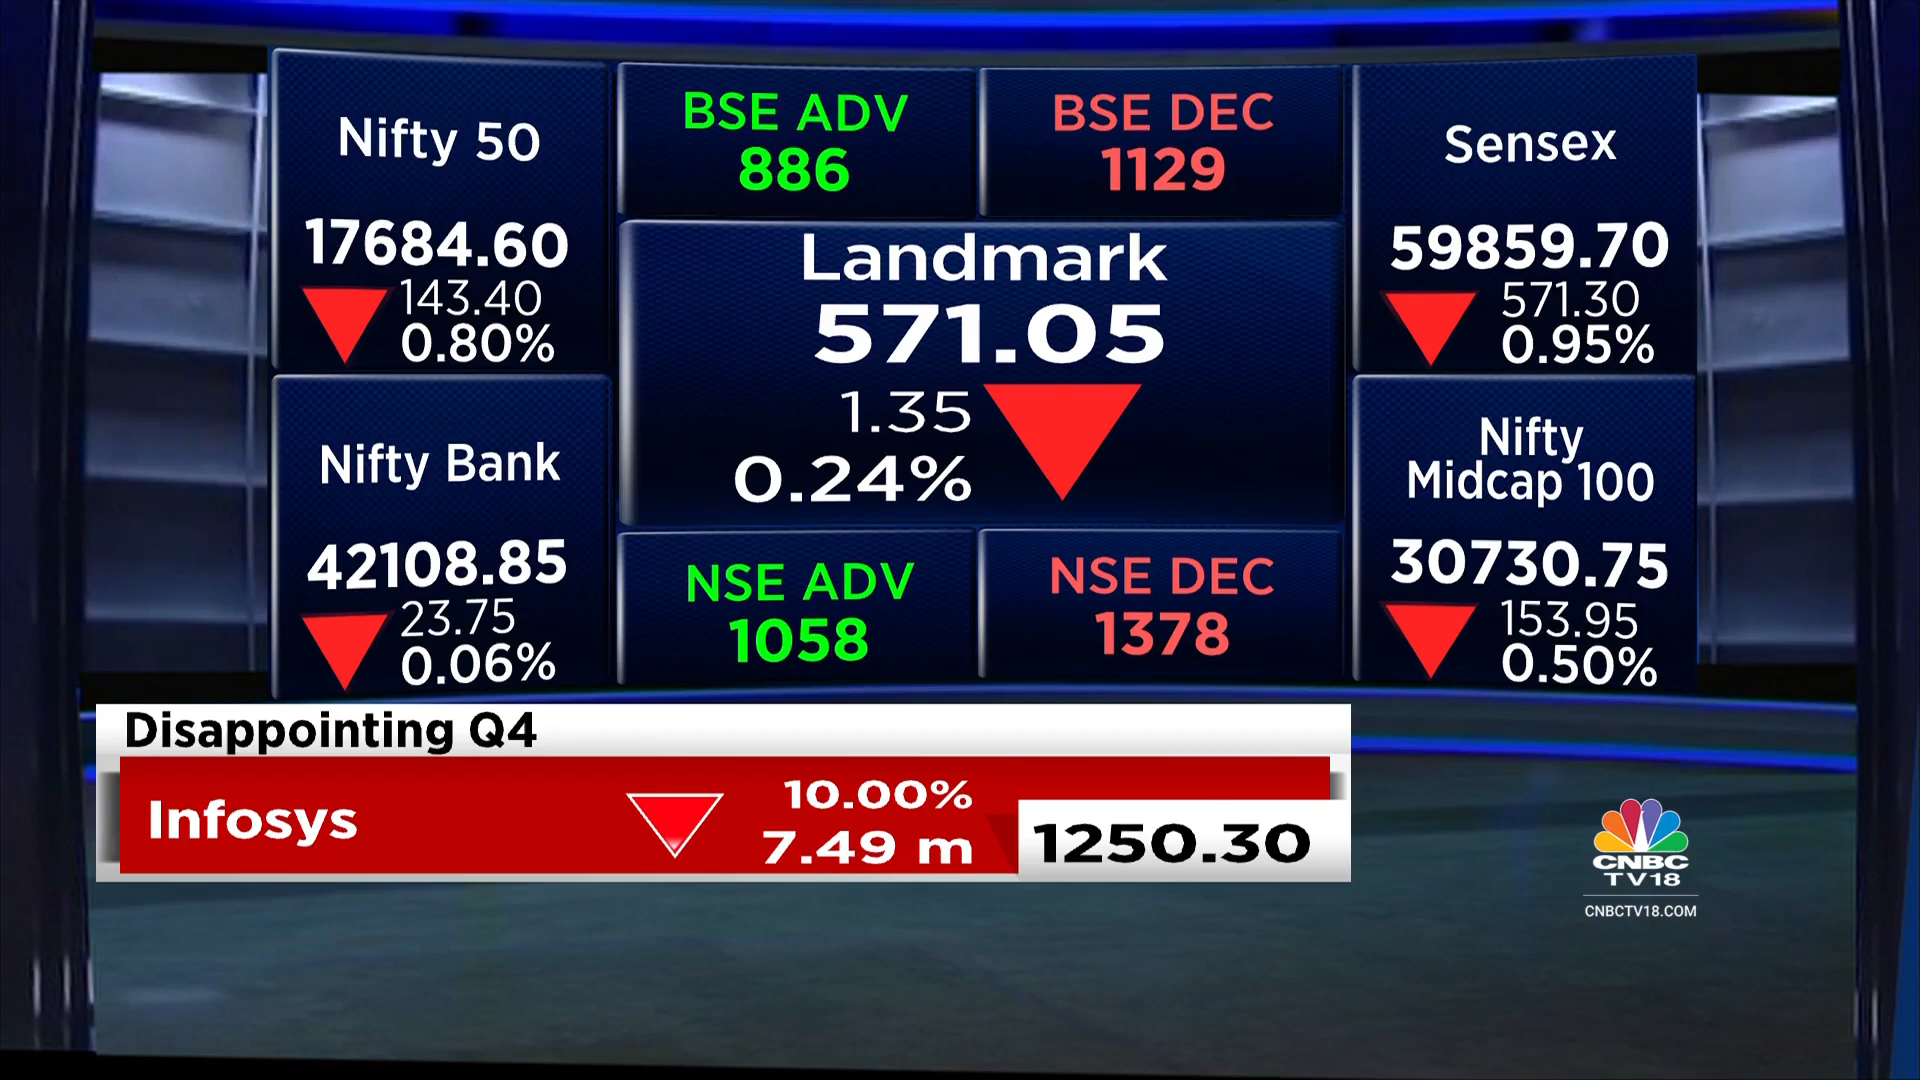 Nifty 50
17684.60
143.40
0.80%
BSE ADV
886
BSE DEC
1129
Sensex
59859.70
571.30
0.95%
Landmark
571.05
1.35
0.24%
Nifty Bank
42108.85
23.75
0.06%
NSE ADV
1058
NSE DEC
1378
Nifty
Midcap 100
30730.75
153.95
0.50%
Disappointing Q4
Infosys
10.00%
7.49 m
1250.30
CNBC
TV18
CNBCTV18.COM